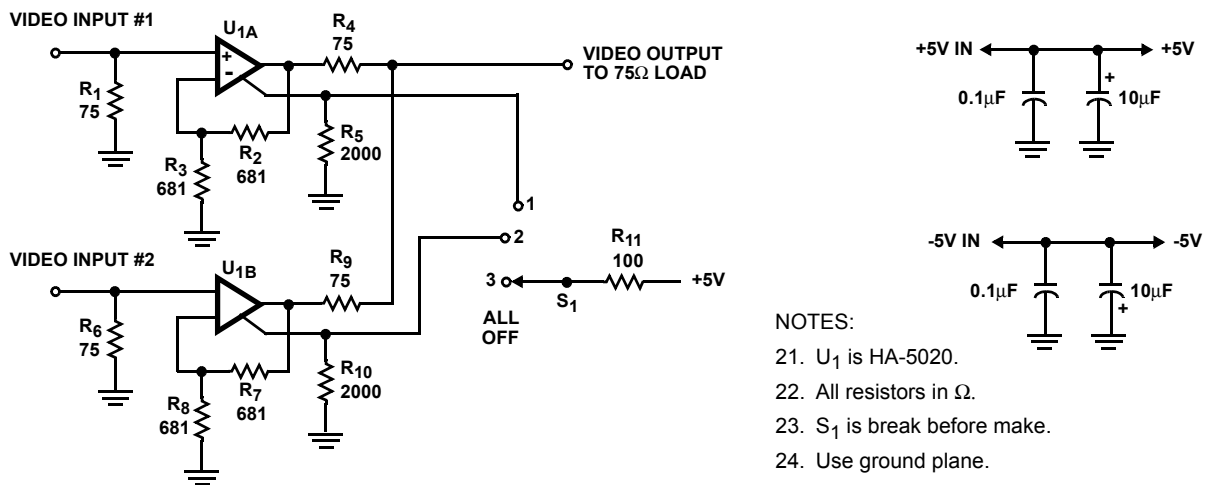 VIDEO INPUT #1
U1A
+
-
R4
75
VIDEO OUTPUT
TO 75Ω LOAD
R1
75
R2
681
R3
681
R5
2000
1
2
3
ALL
OFF
S1
R11
100
+5V
VIDEO INPUT #2
U1B
R9
75
R6
75
R7
681
R8
681
R10
2000
+5V IN
+5V
0.1μF
+
10μF
-5V IN
-5V
0.1μF
10μF
+
NOTES:
21. U1 is HA-5020.
22. All resistors in Ω.
23. S1 is break before make.
24. Use ground plane.